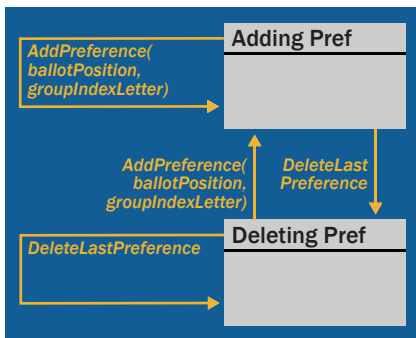 Adding Pref
AddPreference(
ballotPosition,
groupIndexLetter)
AddPreference(
ballotPosition,
groupIndexLetter)
DeleteLast
Preference
Deleting Pref
DeleteLastPreference